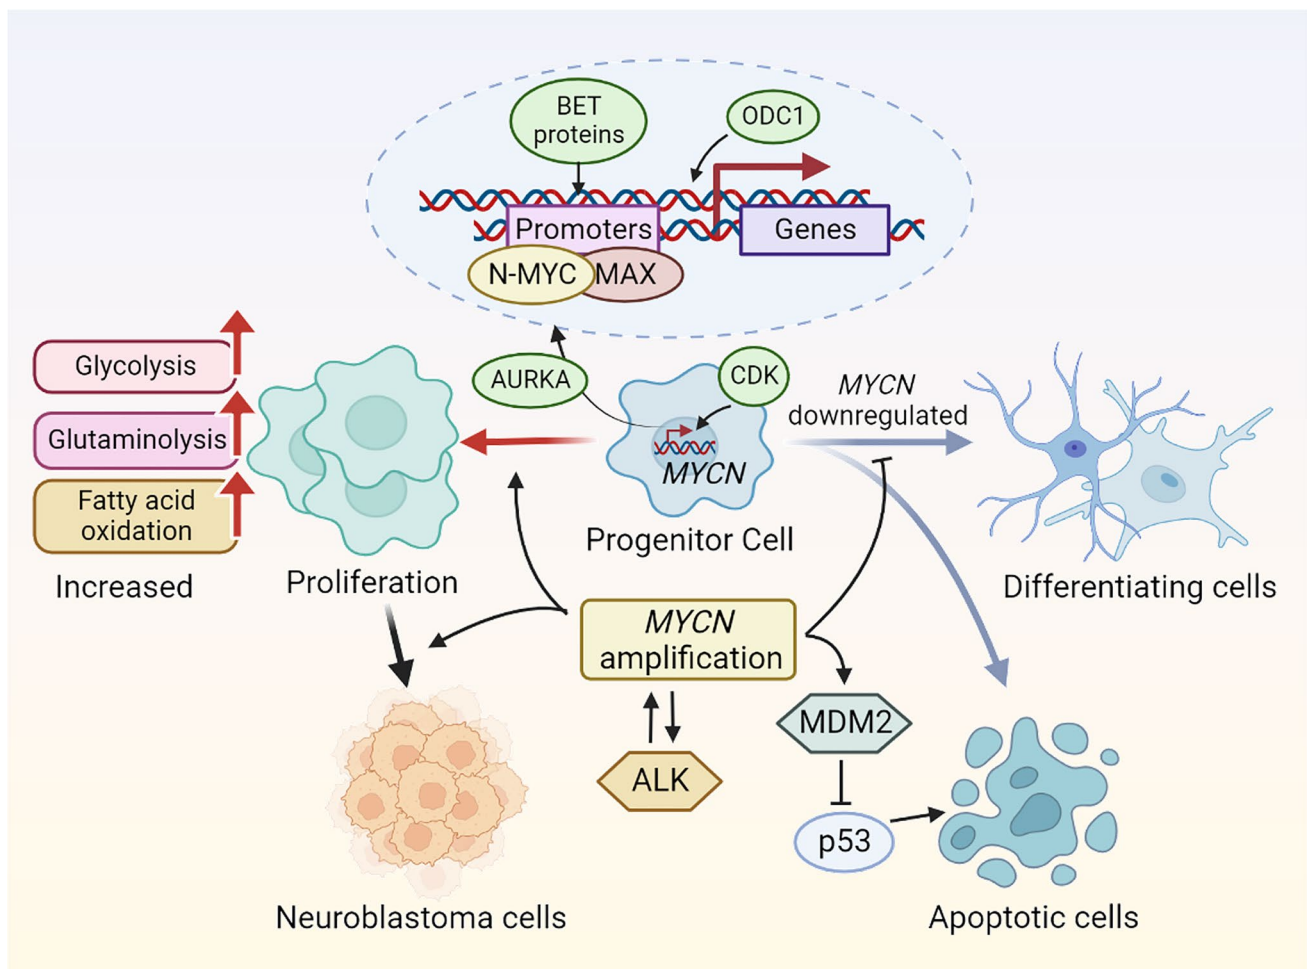 BET
proteins
ODC1
Promoters
Genes
N-MYC
MAX
Glycolysis
Glutaminolysis
Fatty acid
oxidation
Increased
AURKA
CDK
MYCN
Progenitor Cell
MYCN
downregulated
Proliferation
Differentiating cells
MYCN
amplification
ALK
MDM2
p53
Neuroblastoma cells
Apoptotic cells